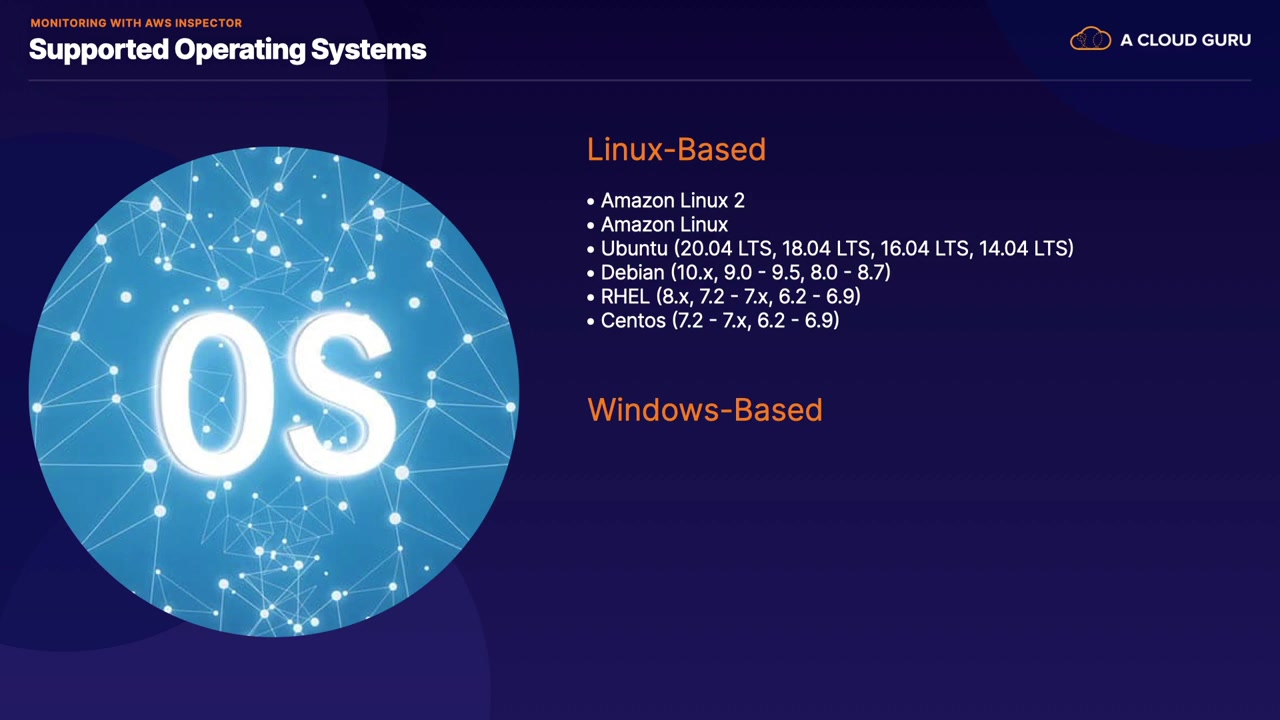 MONITORING WITH AWS INSPECTOR
Supported Operating Systems
A CLOUD GURU
OS
Linux-Based
• Amazon Linux 2
• Amazon Linux
• Ubuntu (20.04 LTS, 18.04 LTS, 16.04 LTS, 14.04 LTS)
• Debian (10.x, 9.0 - 9.5, 8.0 - 8.7)
• RHEL (8.x, 7.2 - 7.x, 6.2 - 6.9)
• Centos (7.2 - 7.x, 6.2 - 6.9)
Windows-Based